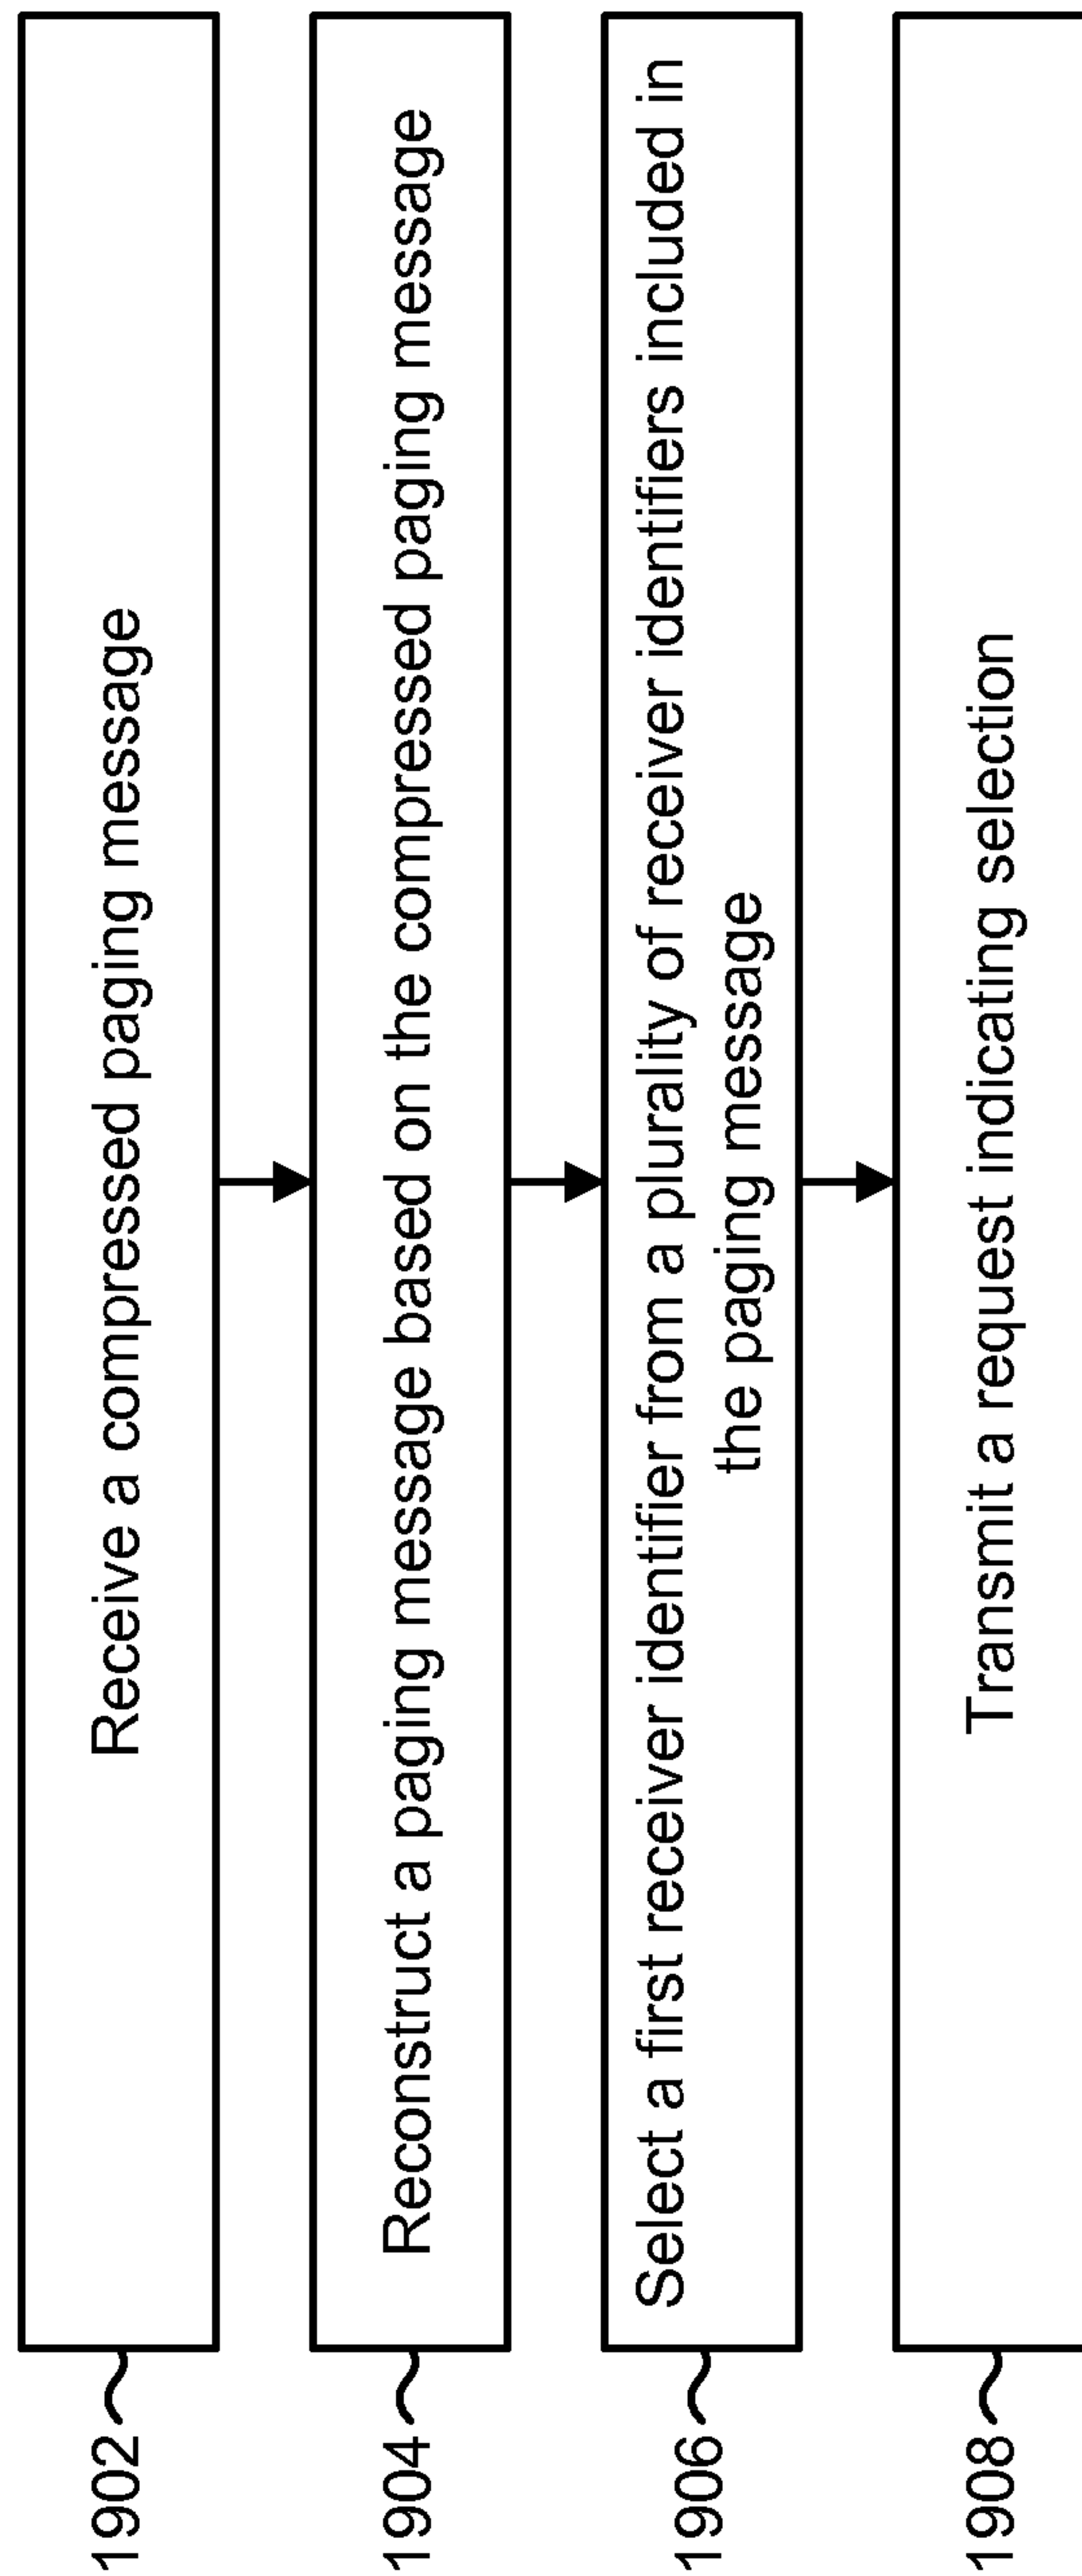 1902
Receive a compressed paging message
1904
Reconstruct a paging message based on the compressed paging message
1906
Select a first receiver identifier from a plurality of receiver identifiers included in
the paging message
1908
Transmit a request indicating selection